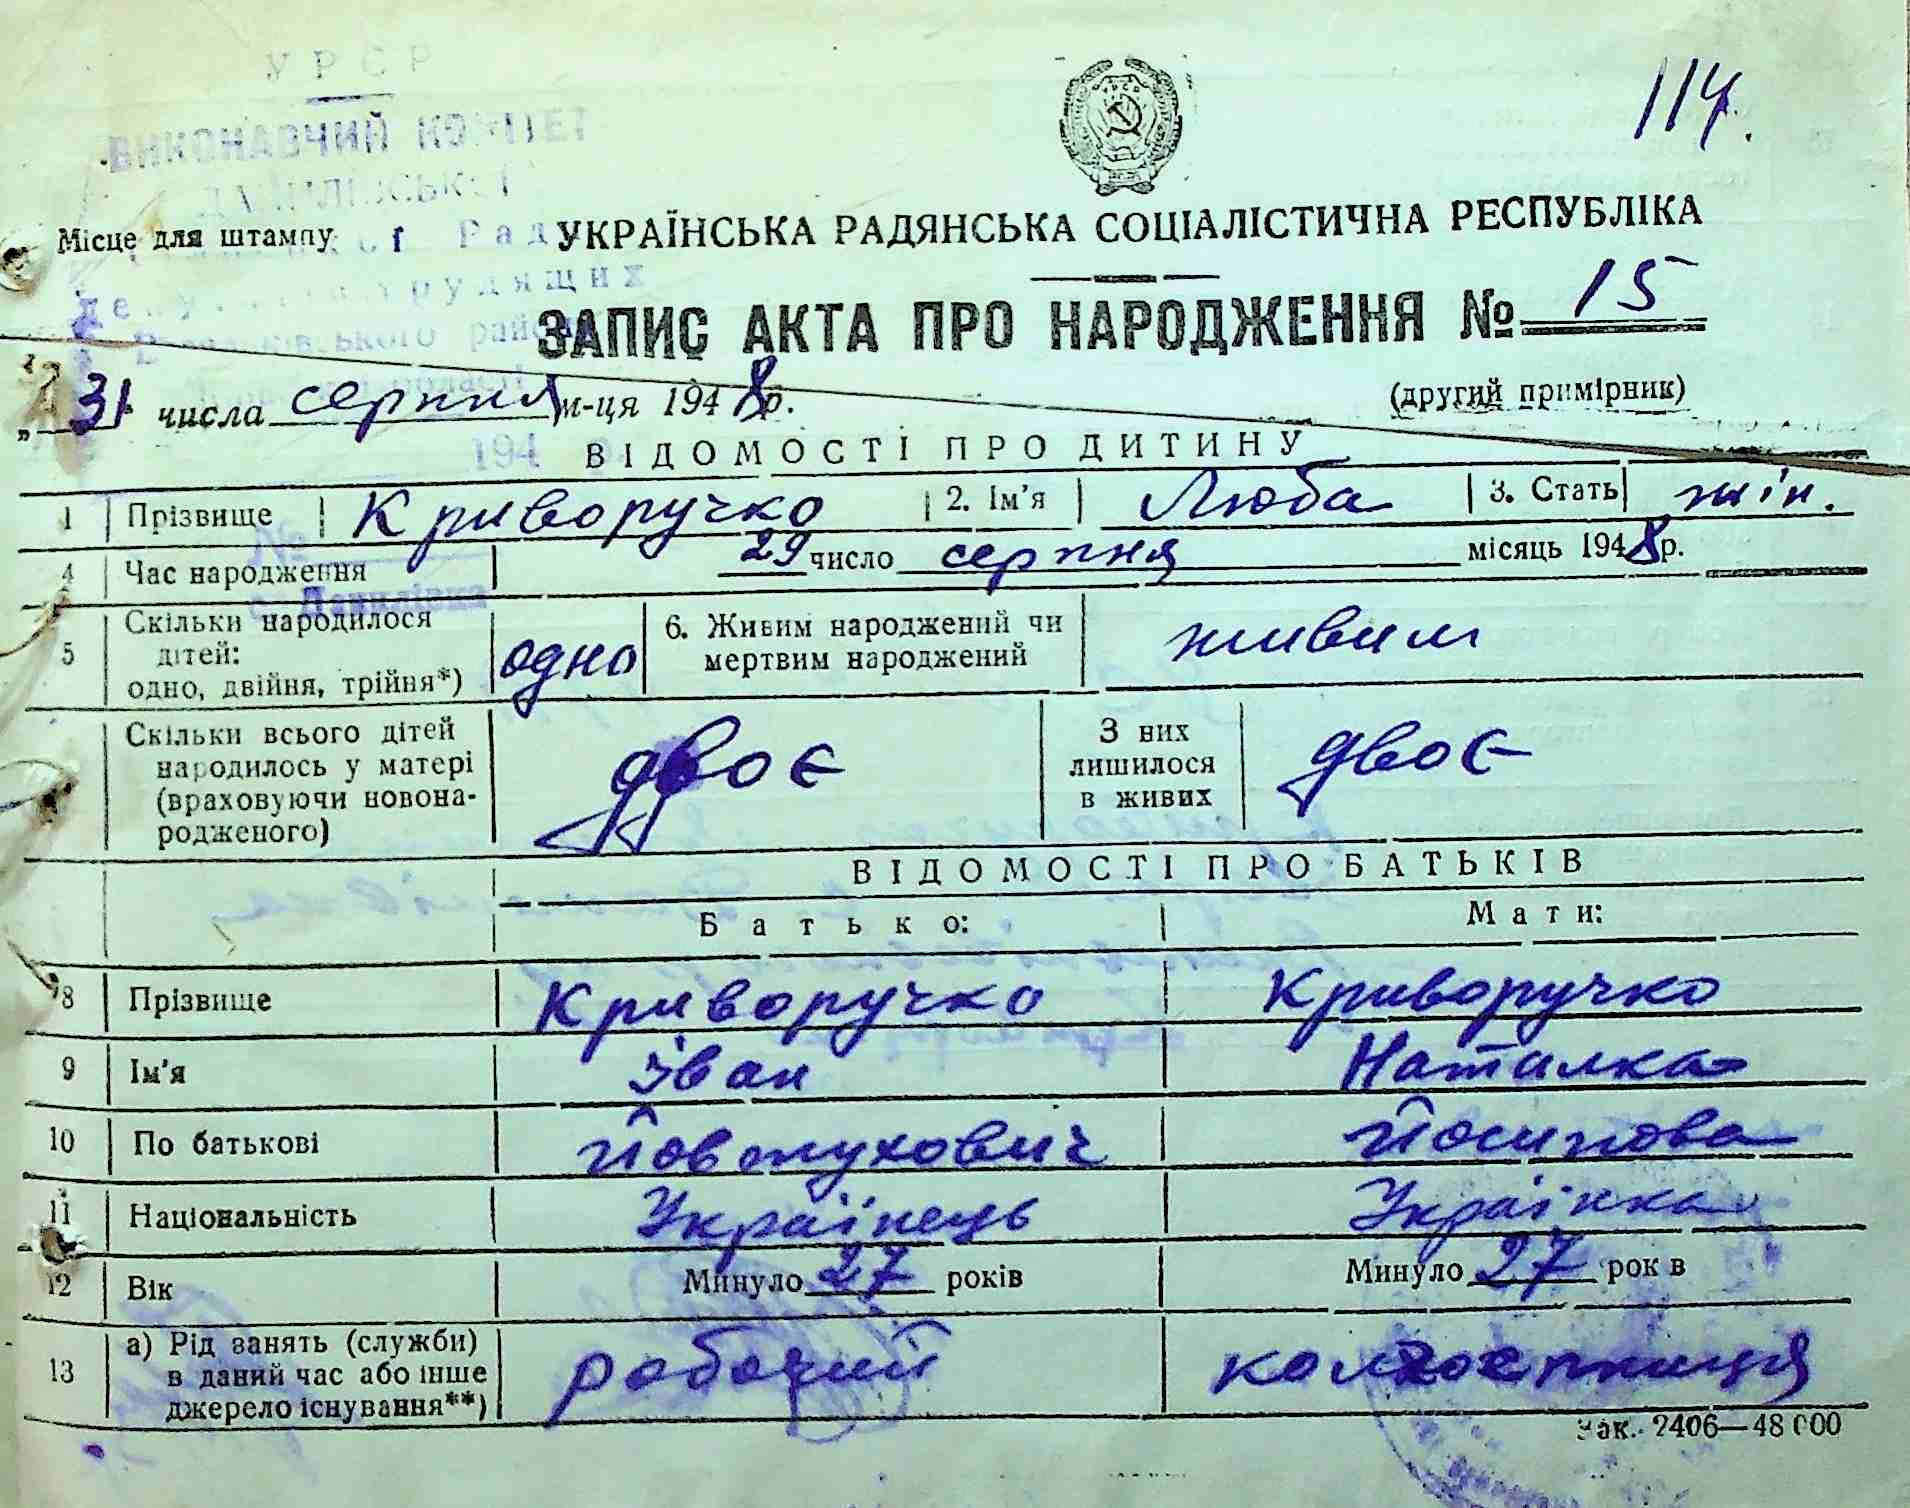 УРСР
ВИКОНАВЧИЙ КОМІТЕТ
114.
Місце для штампу
УКРАЇНСЬКА РАДЯНСЬКА СОЦІАЛІСТИЧНА РЕСПУБЛІКА
ЗАПИС АКТА ПРО НАРОДЖЕННЯ № 15
„31" числа серпня м-ця 1948р.
(другий примірник)
194
ВІДОМОСТІ ПРО ДИТИНУ
1 Прізвище Криворучко 2. Ім'я Люба 3. Стать жін.
№
4 Час народження 29 число серпня місяць 1948р.
с. Данилівка
5 Скільки народилося дітей: одно, двійня, трійня*) одно 6. Живим народжений чи мертвим народжений живим
Скільки всього дітей народилось у матері (враховуючи новонародженого) двоє З них лишилося в живих двоє
ВІДОМОСТІ ПРО БАТЬКІВ
Батько: Мати:
8 Прізвище Криворучко Криворучко
9 Ім'я Іван Наталка
10 По батькові Йовтухович Йосипова
11 Національність Українець Українка
12 Вік Минуло 27 років Минуло 27 рок в
13 а) Рід занять (служби) в даний час або інше джерело існування**) робочий колгоспниця
Зак. 2406—48 000